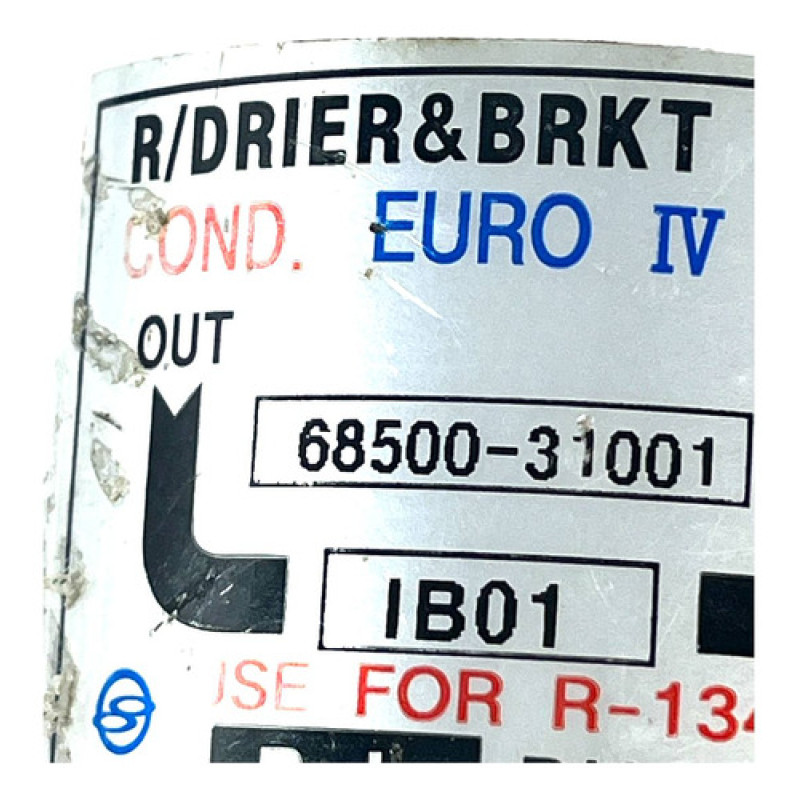 R/DRIER&BRKT
COND. EURO IV
OUT
68500-31001
IB01
USE FOR R-134